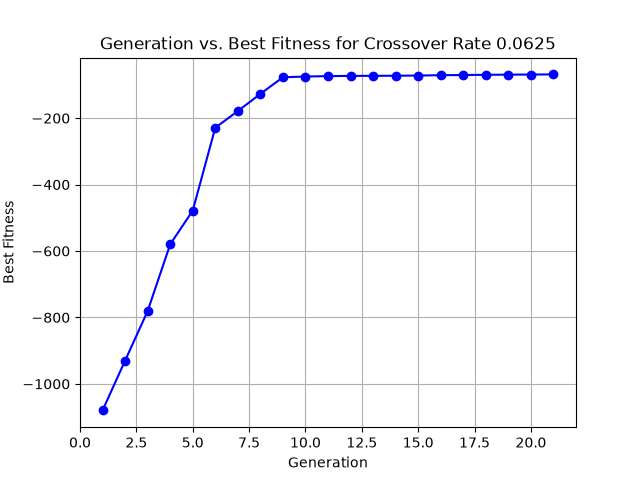 Generation vs. Best Fitness for Crossover Rate 0.0625
Best Fitness
−200
−400
−600
−800
−1000
0.0 2.5 5.0 7.5 10.0 12.5 15.0 17.5 20.0
Generation